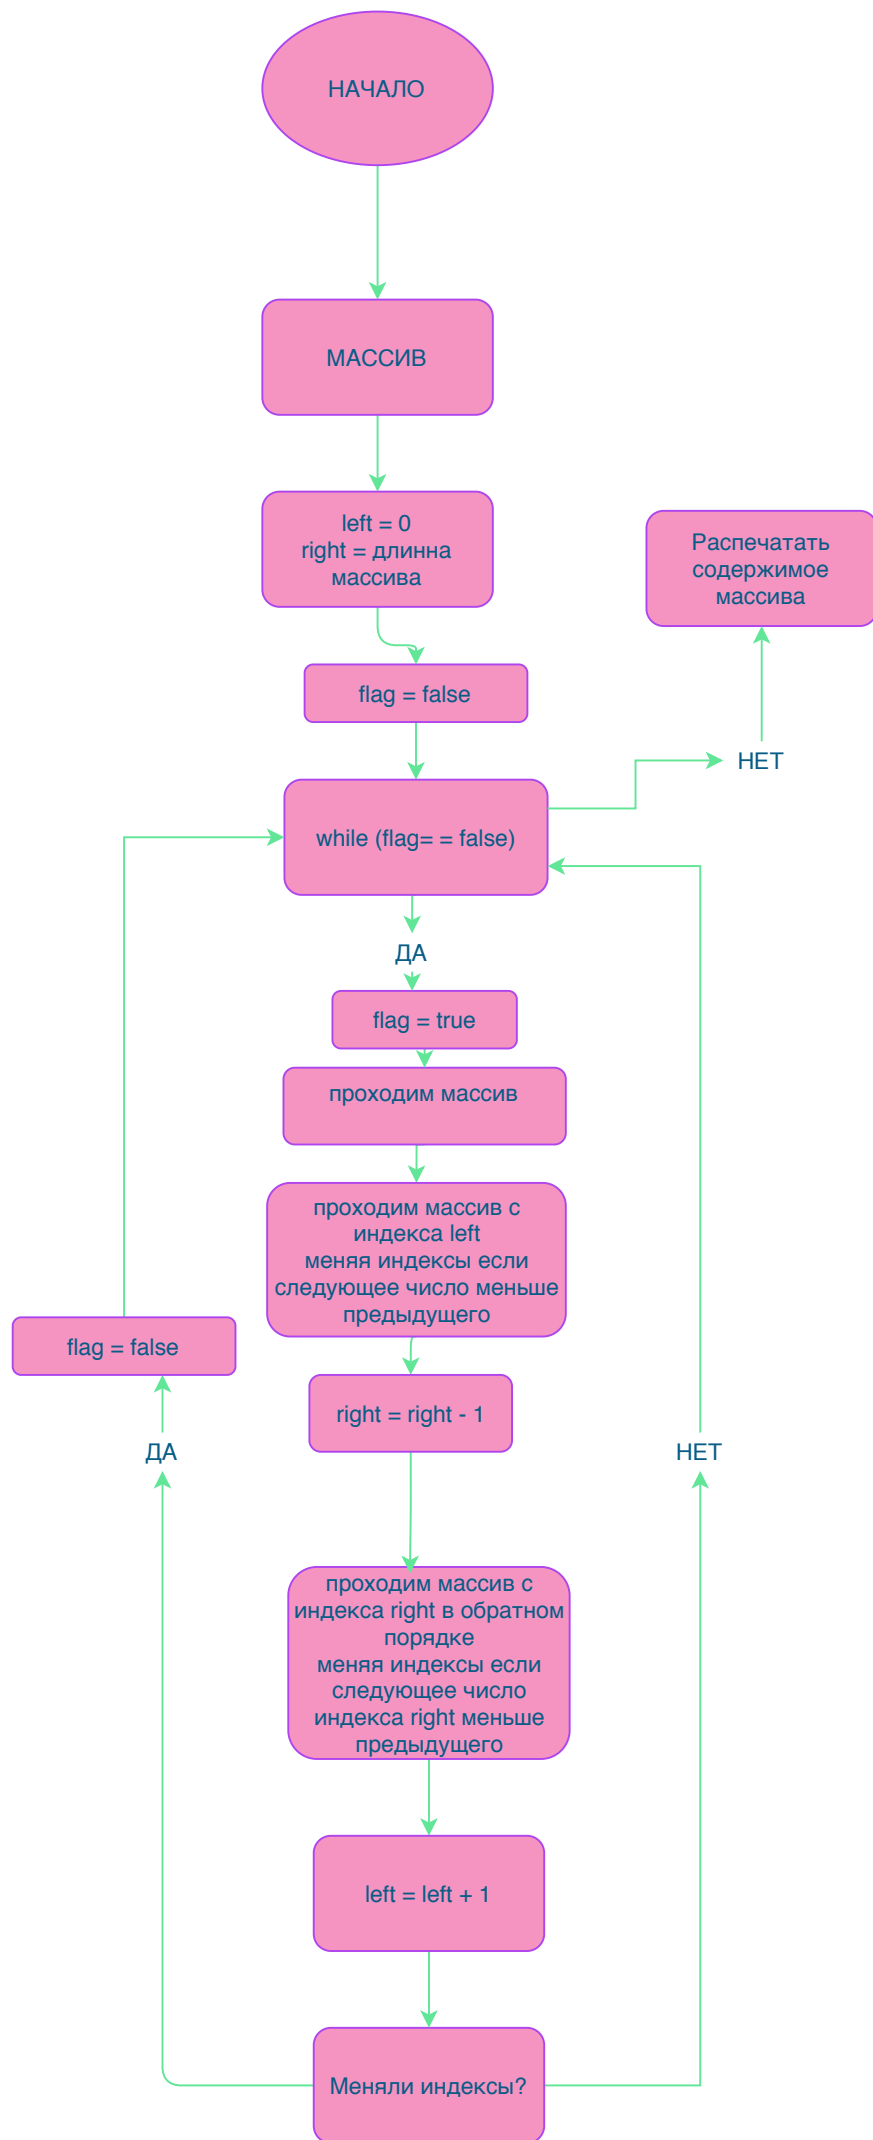 НАЧАЛО
МАССИВ
left = 0
right = длинна
массива
Распечатать
содержимое
массива
flag = false
НЕТ
while (flag= = false)
ДА
flag = true
проходим массив
проходим массив с
индекса left
меняя индексы если
следующее число меньше
предыдущего
flag = false
right = right - 1
ДА
НЕТ
проходим массив с
индекса right в обратном
порядке
меняя индексы если
следующее число
индекса right меньше
предыдущего
left = left + 1
Меняли индексы?